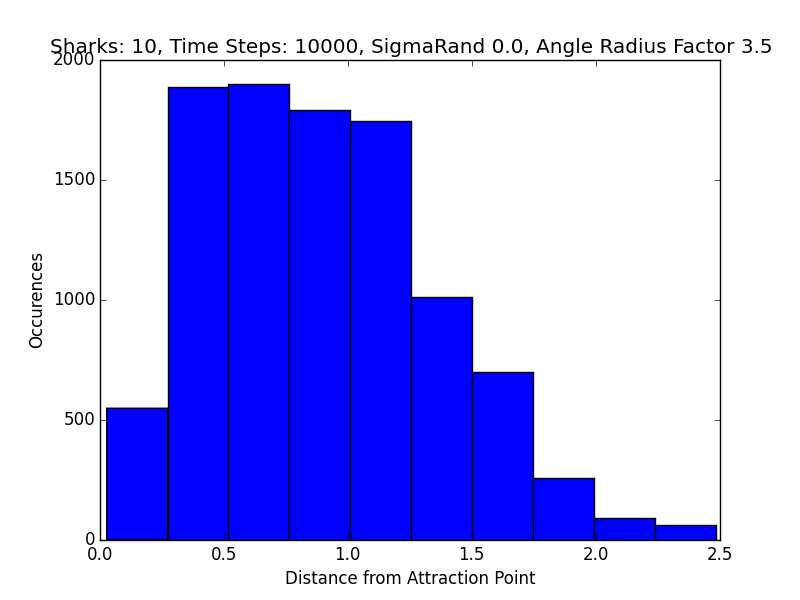 Sharks: 10, Time Steps: 10000, SigmaRand 0.0, Angle Radius Factor 3.5
2000
1500
1000
500
0
Occurences
0.0 0.5 1.0 1.5 2.0 2.5
Distance from Attraction Point